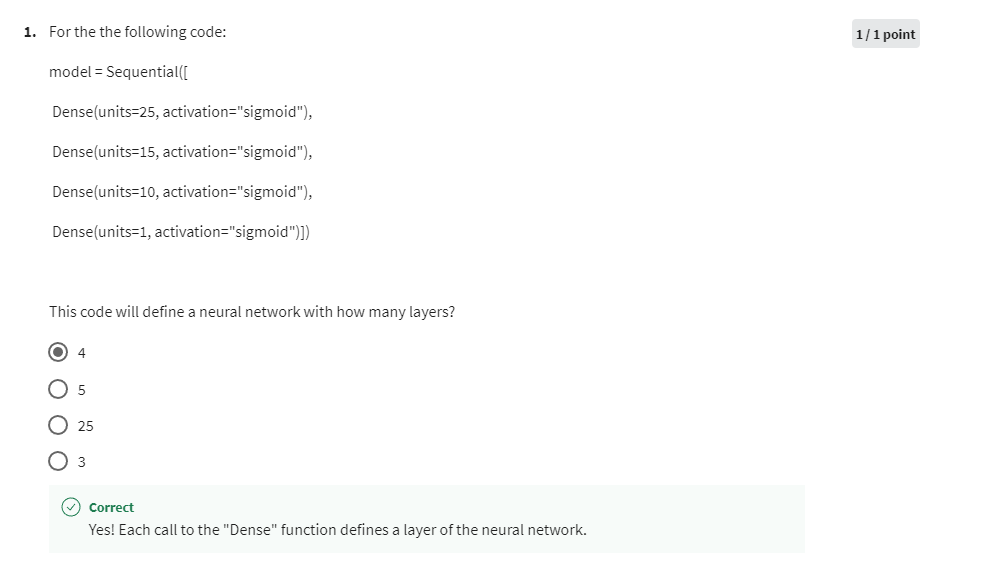 1. For the the following code:
1 / 1 point
model = Sequential([
Dense(units=25, activation="sigmoid"),
Dense(units=15, activation="sigmoid"),
Dense(units=10, activation="sigmoid"),
Dense(units=1, activation="sigmoid")])
This code will define a neural network with how many layers?
4
5
25
3
Correct
Yes! Each call to the "Dense" function defines a layer of the neural network.